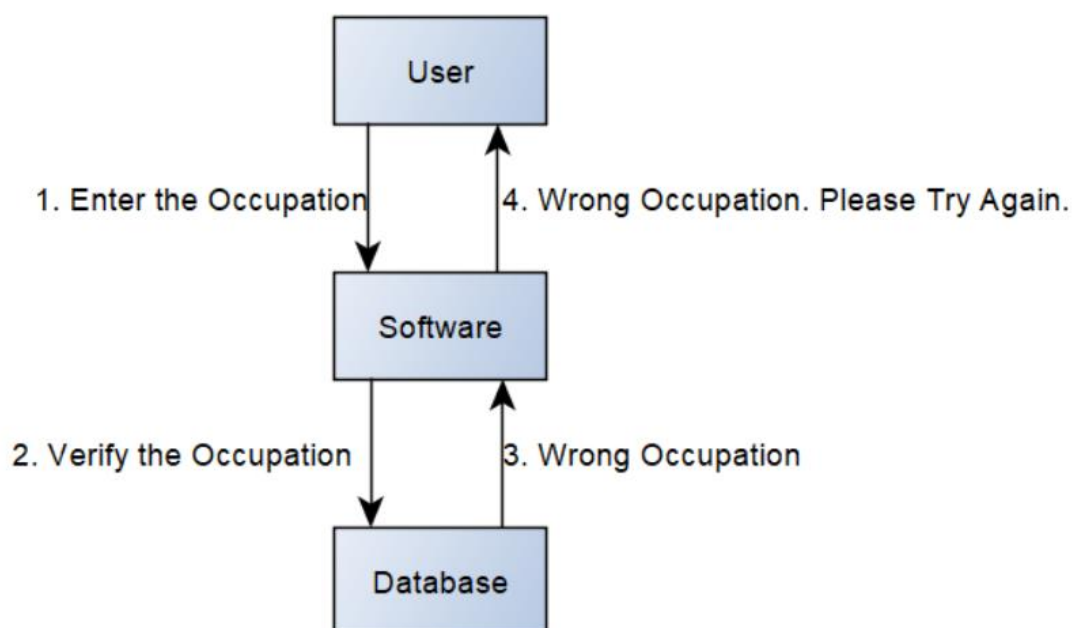 User
1. Enter the Occupation
4. Wrong Occupation. Please Try Again.
Software
2. Verify the Occupation
3. Wrong Occupation
Database